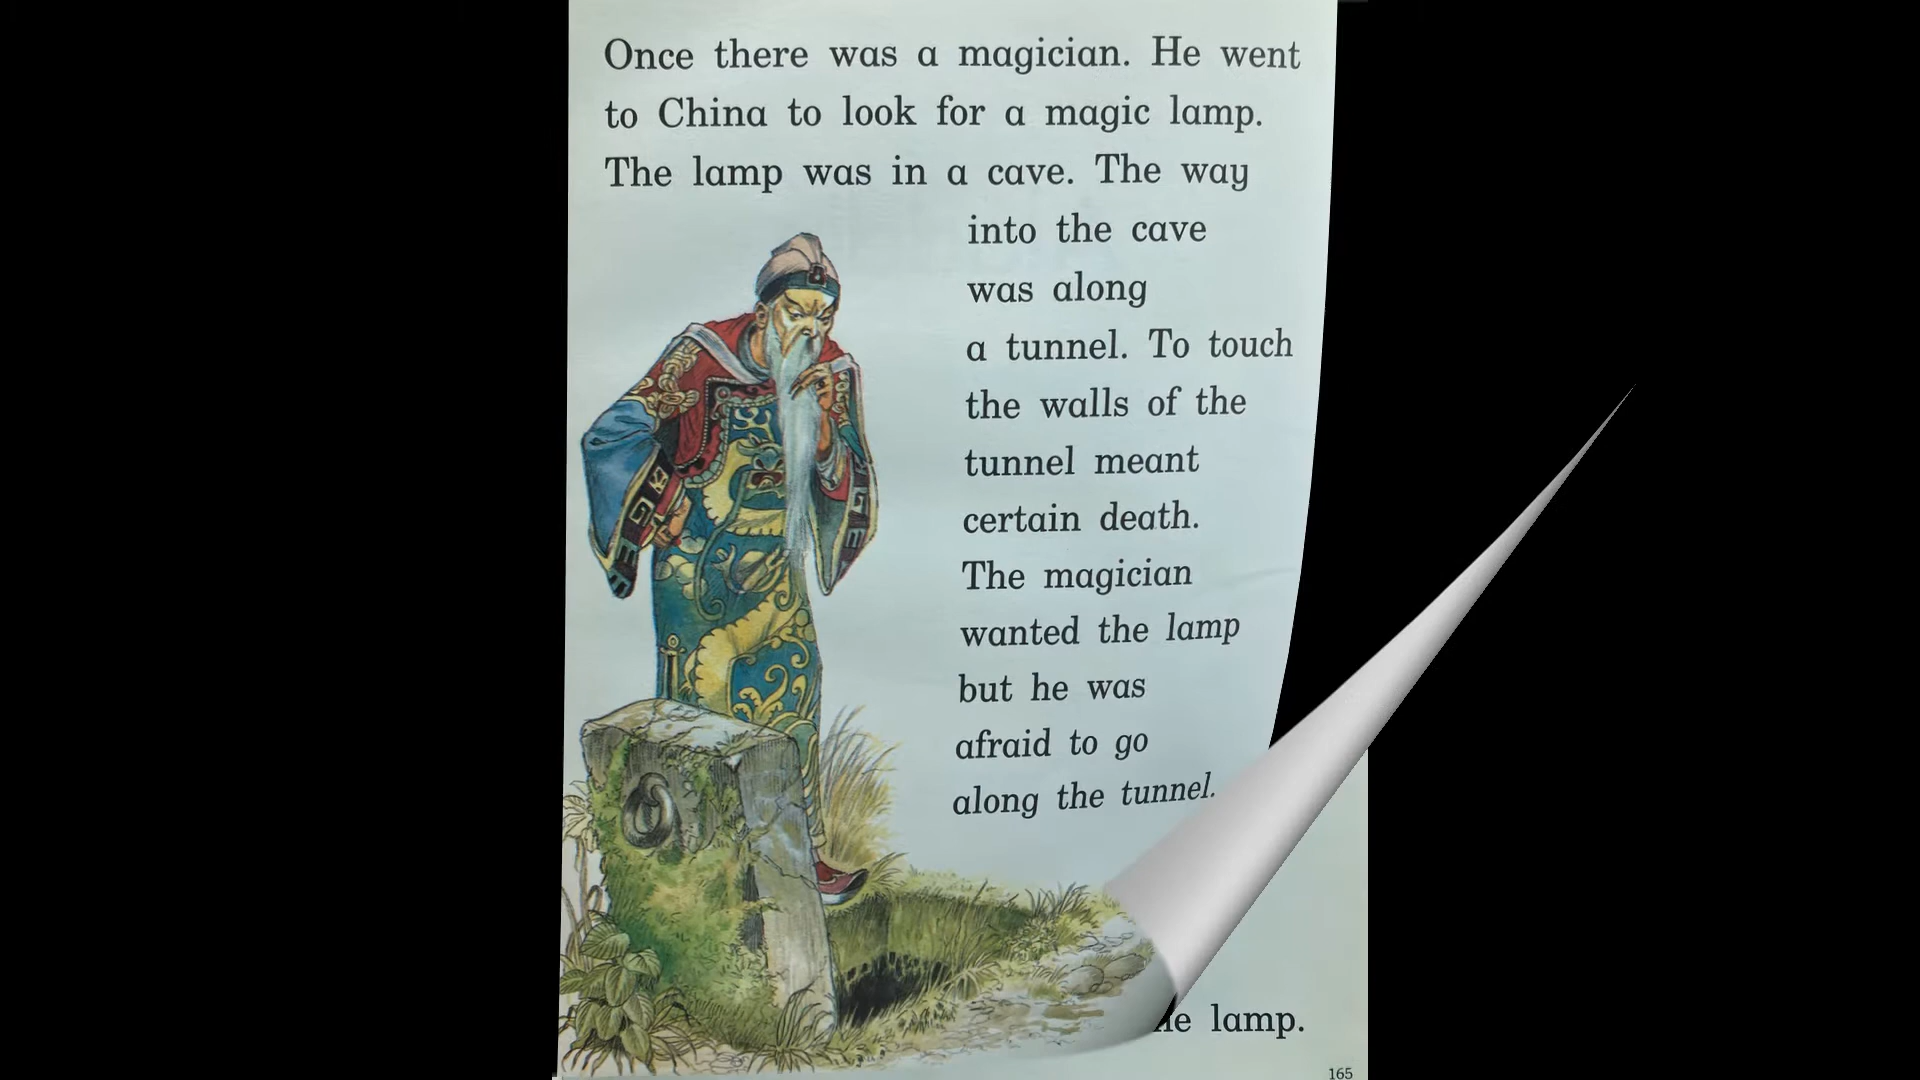 Once there was a magician. He went
to China to look for a magic lamp.
The lamp was in a cave. The way
into the cave
was along
a tunnel. To touch
the walls of the
tunnel meant
certain death.
The magician
wanted the lamp
but he was
afraid to go
along the tunnel.
lamp.
165